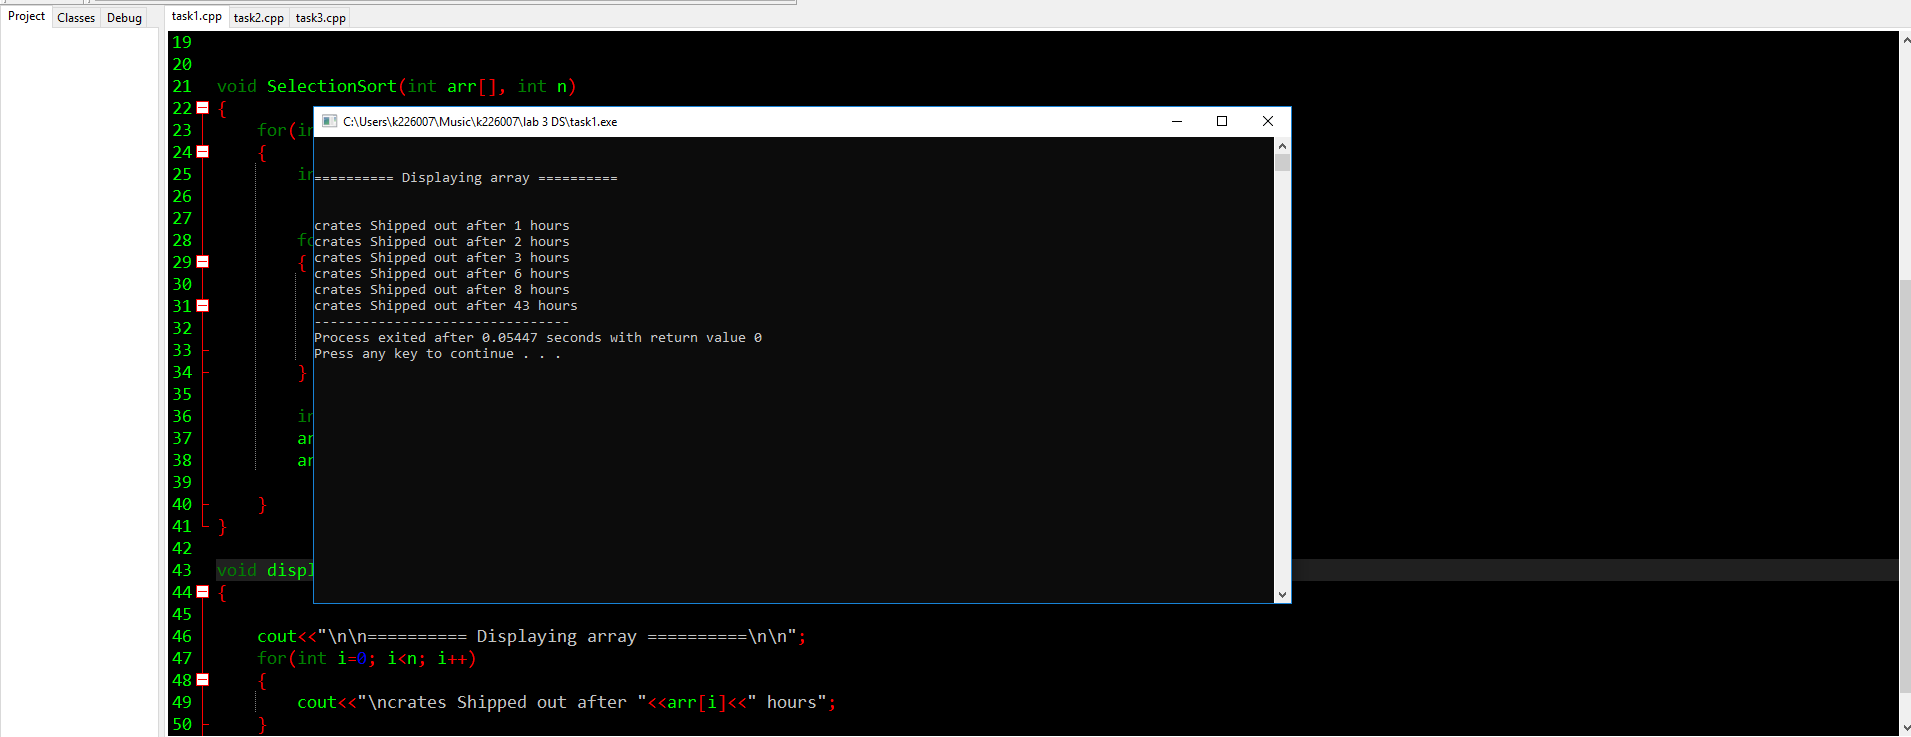 Project Classes Debug task1.cpp task2.cpp task3.cpp
19
20
21 void SelectionSort(int arr[], int n)
22 {
C:\Users\k226007\Music\k226007\lab 3 DS\task1.exe
23 for(in
24 {
25 in
========== Displaying array ==========
26
27
crates Shipped out after 1 hours
28 fo
crates Shipped out after 2 hours
29 {
crates Shipped out after 3 hours
30
crates Shipped out after 6 hours
crates Shipped out after 8 hours
31
crates Shipped out after 43 hours
--------------------------------
32
Process exited after 0.05447 seconds with return value 0
33
Press any key to continue . . .
34 }
35
36 in
37 ar
38 ar
39
40 }
41 }
42
43 void displ
44 {
45
46 cout<<"\n\n========== Displaying array ==========\n\n";
47 for(int i=0; i<n; i++)
48 {
49 cout<<"\ncrates Shipped out after "<<arr[i]<<" hours";
50 }